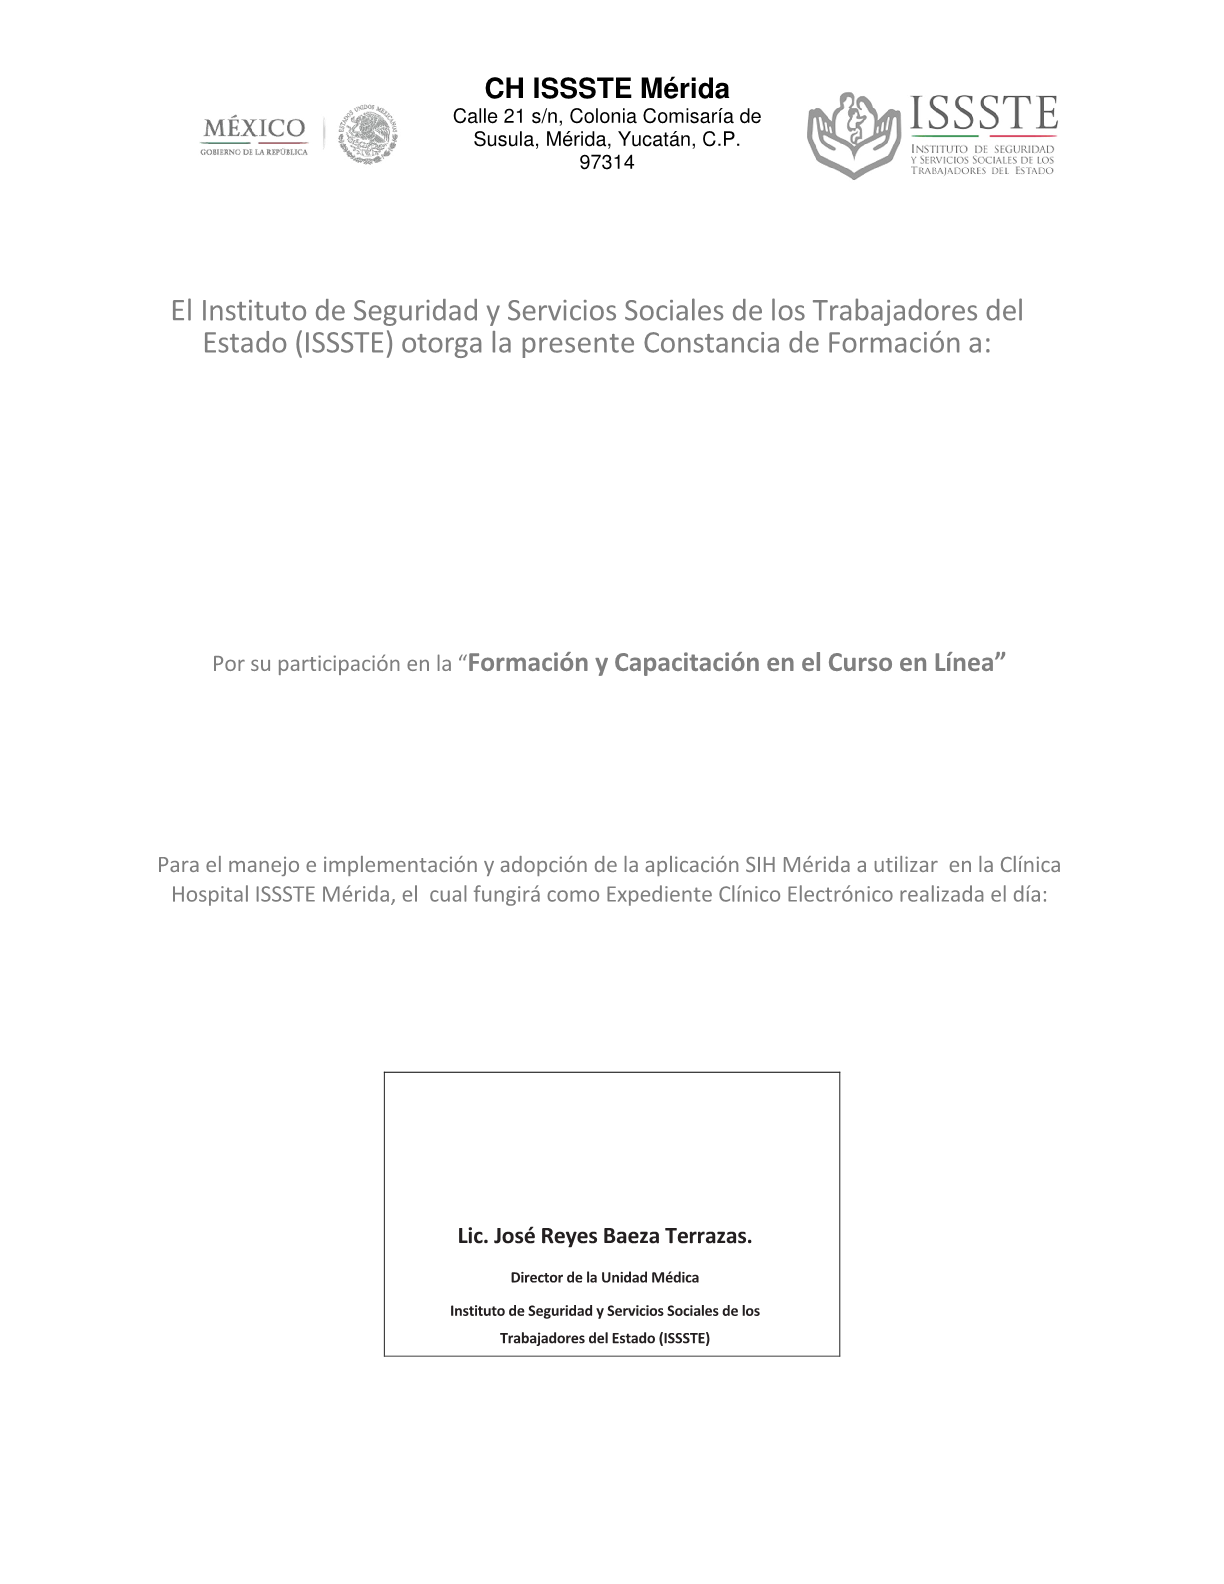 CH ISSSTE Mérida
Calle 21 s/n, Colonia Comisaría de
Susula, Mérida, Yucatán, C.P.
97314
MÉXICO
GOBIERNO DE LA REPÚBLICA
ESTADOS UNIDOS MEXICANOS
ISSSTE
INSTITUTO DE SEGURIDAD
Y SERVICIOS SOCIALES DE LOS
TRABAJADORES DEL ESTADO
El Instituto de Seguridad y Servicios Sociales de los Trabajadores del
Estado (ISSSTE) otorga la presente Constancia de Formación a:
Por su participación en la “Formación y Capacitación en el Curso en Línea”
Para el manejo e implementación y adopción de la aplicación SIH Mérida a utilizar  en la Clínica
Hospital ISSSTE Mérida, el  cual fungirá como Expediente Clínico Electrónico realizada el día:
Lic. José Reyes Baeza Terrazas.
Director de la Unidad Médica
Instituto de Seguridad y Servicios Sociales de los
Trabajadores del Estado (ISSSTE)